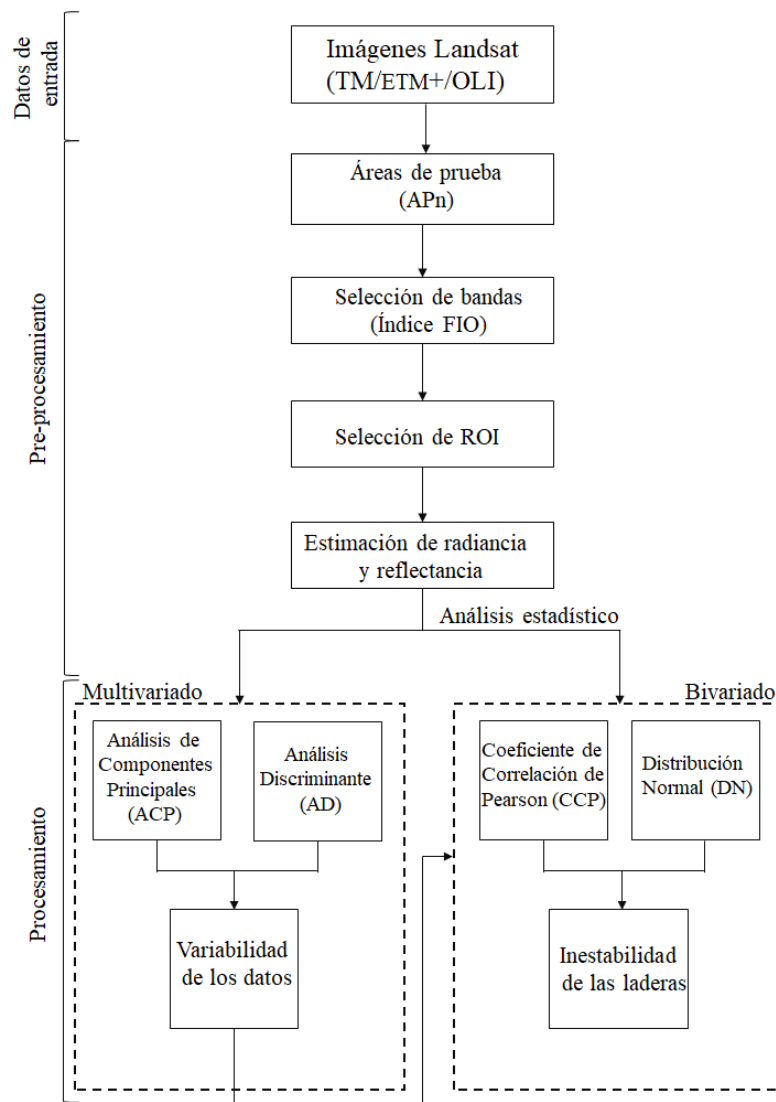 Datos de
entrada
Imágenes Landsat
(TM/ETM+/OLI)
Pre-procesamiento
Áreas de prueba
(APn)
Selección de bandas
(Índice FIO)
Selección de ROI
Estimación de radiancia
y reflectancia
Análisis estadístico
Procesamiento
Multivariado
Análisis de
Componentes
Principales
(ACP)
Análisis
Discriminante
(AD)
Variabilidad
de los datos
Bivariado
Coeficiente de
Correlación de
Pearson (CCP)
Distribución
Normal (DN)
Inestabilidad
de las laderas